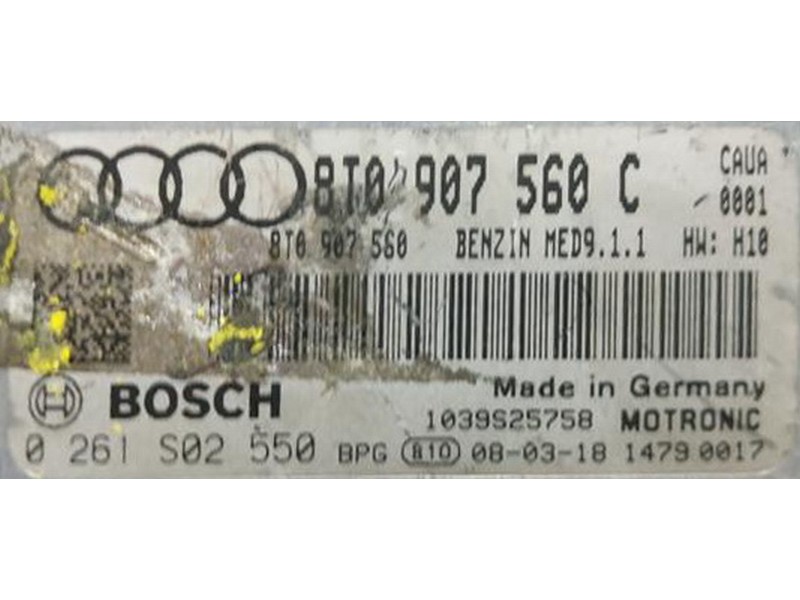 8T0 907 560 C CAUA
0001
8T0 907 560 BENZIN MED9.1.1 HW: H10
BOSCH Made in Germany
1039S25758 MOTRONIC
0 261 S02 550 BPG 810 08-03-18 1479 0017